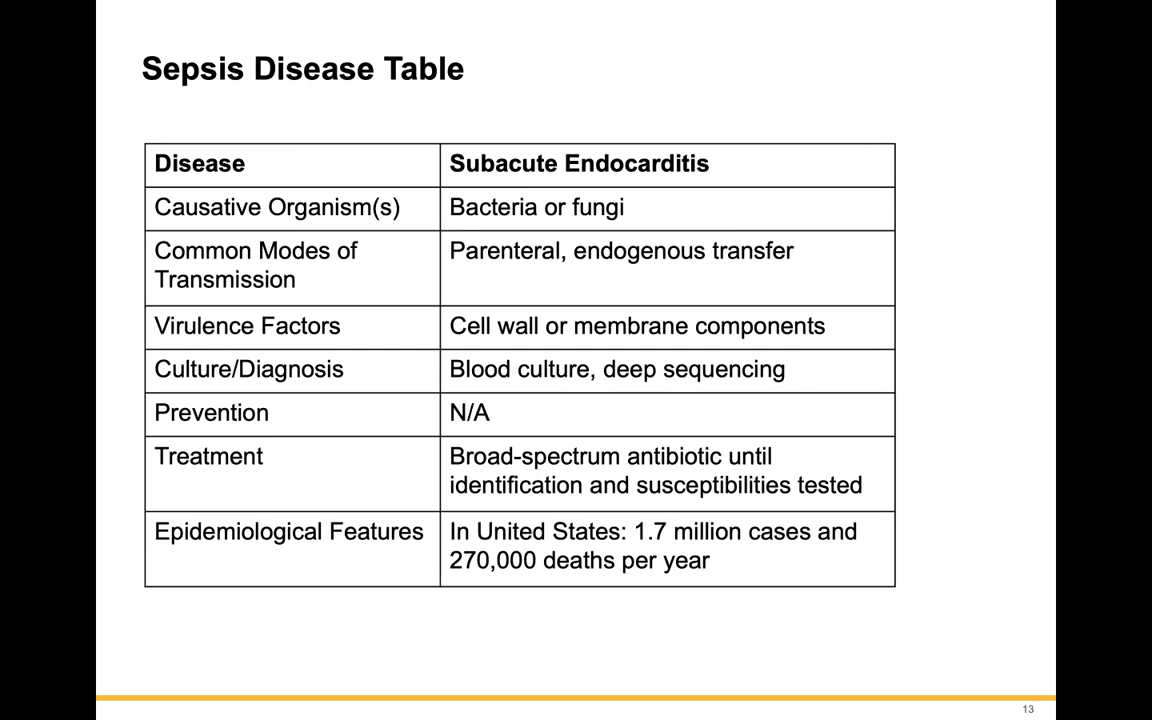 Sepsis Disease Table
Disease
Subacute Endocarditis
Causative Organism(s)
Bacteria or fungi
Common Modes of
Transmission
Parenteral, endogenous transfer
Virulence Factors
Cell wall or membrane components
Culture/Diagnosis
Blood culture, deep sequencing
Prevention
N/A
Treatment
Broad-spectrum antibiotic until
identification and susceptibilities tested
Epidemiological Features
In United States: 1.7 million cases and
270,000 deaths per year
13